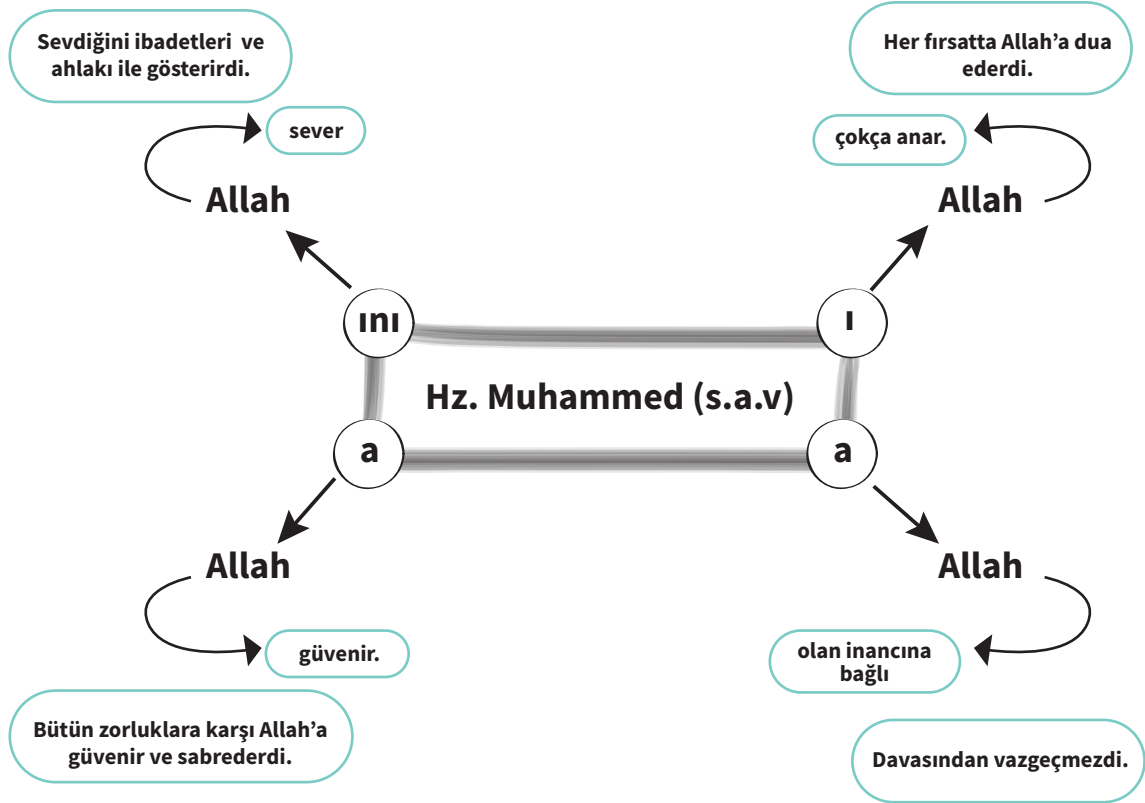 Sevdiğini ibadetleri ve
ahlakı ile gösterirdi.
Her fırsatta Allah’a dua
ederdi.
sever
çokça anar.
Allah
Allah
ını
ı
Hz. Muhammed (s.a.v)
a
a
Allah
Allah
güvenir.
olan inancına
bağlı
Bütün zorluklara karşı Allah’a
güvenir ve sabrederdi.
Davasından vazgeçmezdi.